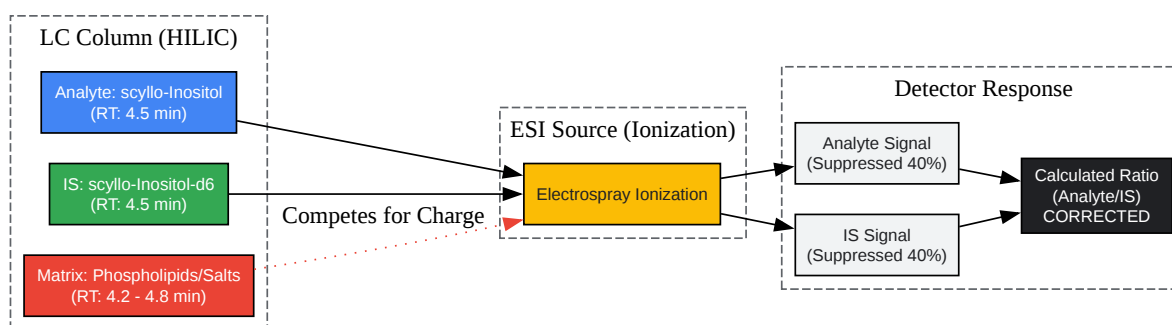 LC Column (HILIC)
Analyte: scyllo-Inositol
(RT: 4.5 min)
IS: scyllo-Inositol-d6
(RT: 4.5 min)
Matrix: Phospholipids/Salts
(RT: 4.2 - 4.8 min)
Competes for Charge
ESI Source (Ionization)
Electrospray Ionization
Detector Response
Analyte Signal
(Suppressed 40%)
IS Signal
(Suppressed 40%)
Calculated Ratio
(Analyte/IS)
CORRECTED